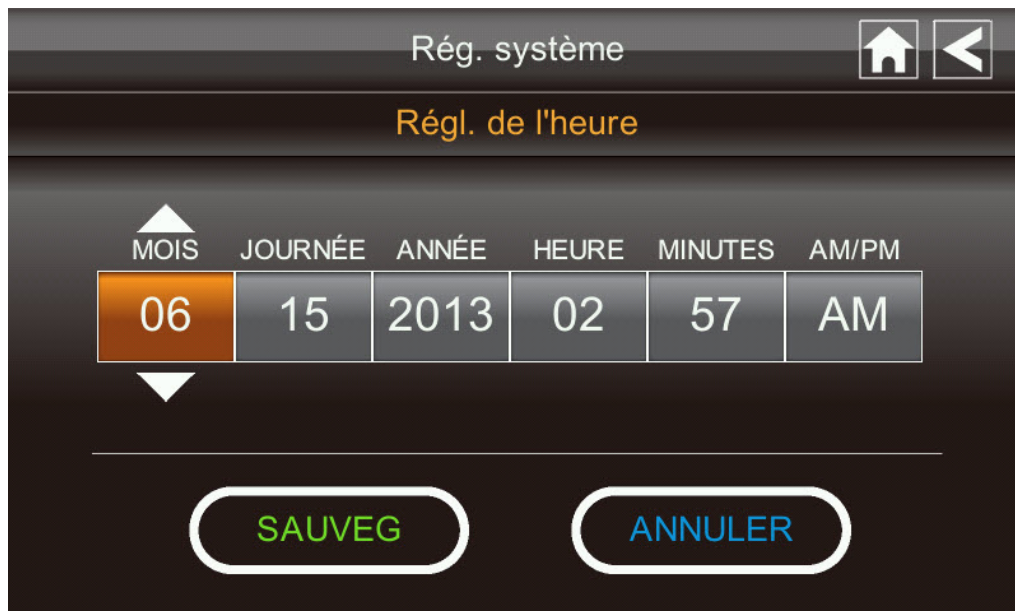 Rég. système
Régl. de l'heure
MOIS JOURNÉE ANNÉE HEURE MINUTES AM/PM
06 15 2013 02 57 AM
SAUVEG ANNULER